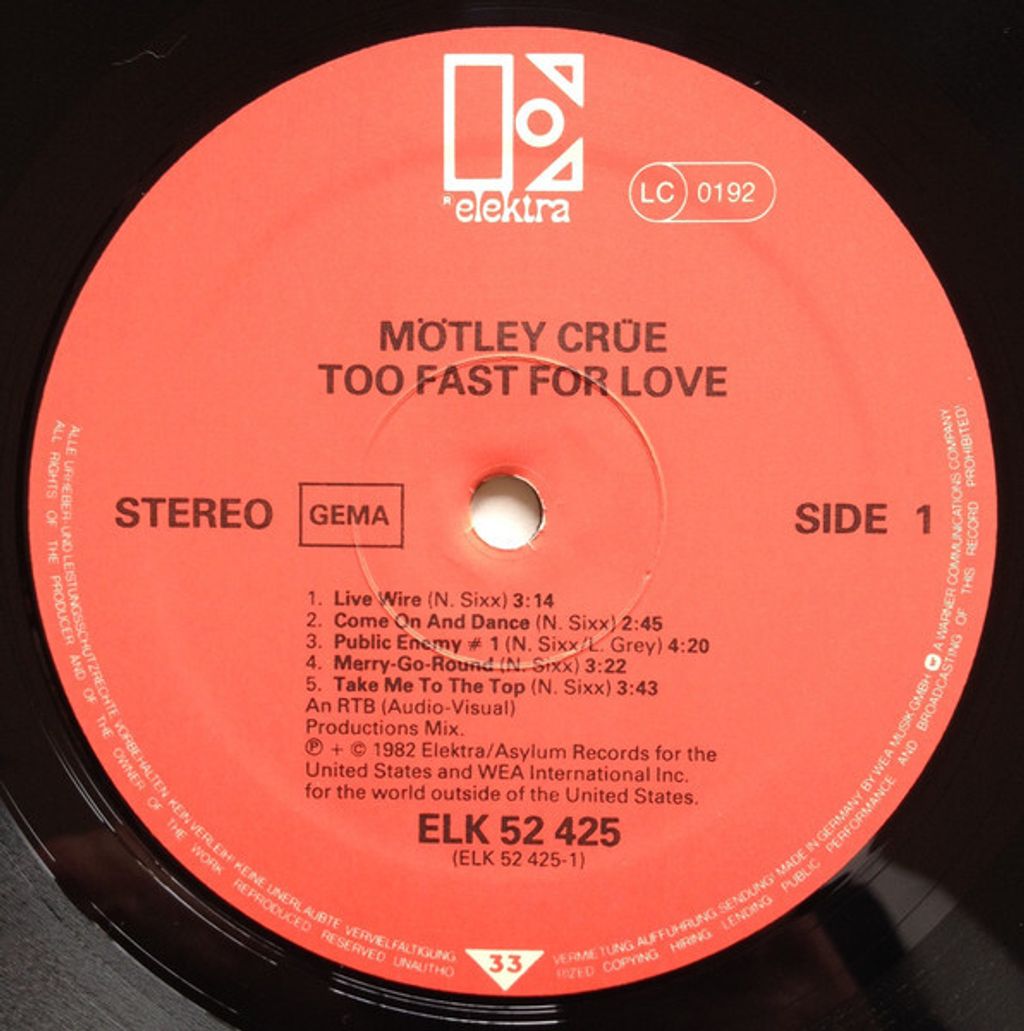 R elektra
LC 0192
MÖTLEY CRÜE
TOO FAST FOR LOVE
STEREO GEMA SIDE 1
1. Live Wire (N. Sixx) 3:14
2. Come On And Dance (N. Sixx) 2:45
3. Public Enemy # 1 (N. Sixx/L. Grey) 4:20
4. Merry-Go-Round (N. Sixx) 3:22
5. Take Me To The Top (N. Sixx) 3:43
An RTB (Audio-Visual)
Productions Mix.
℗ + © 1982 Elektra/Asylum Records for the
United States and WEA International Inc.
for the world outside of the United States.
ELK 52 425
(ELK 52 425-1)
33
ALLE URHEBER- UND LEISTUNGSSCHUTZRECHTE VORBEHALTEN. KEIN VERLEIH! KEINE UNERLAUBTE VERVIELFÄLTIGUNG,
VERMIETUNG, AUFFÜHRUNG, SENDUNG! MADE IN GERMANY BY WEA MUSIK GMBH A WARNER COMMUNICATIONS COMPANY
ALL RIGHTS OF THE PRODUCER AND OF THE OWNER OF THE WORK REPRODUCED RESERVED UNAUTHO
RIZED COPYING HIRING LENDING PUBLIC PERFORMANCE AND BROADCASTING OF THIS RECORD PROHIBITED!